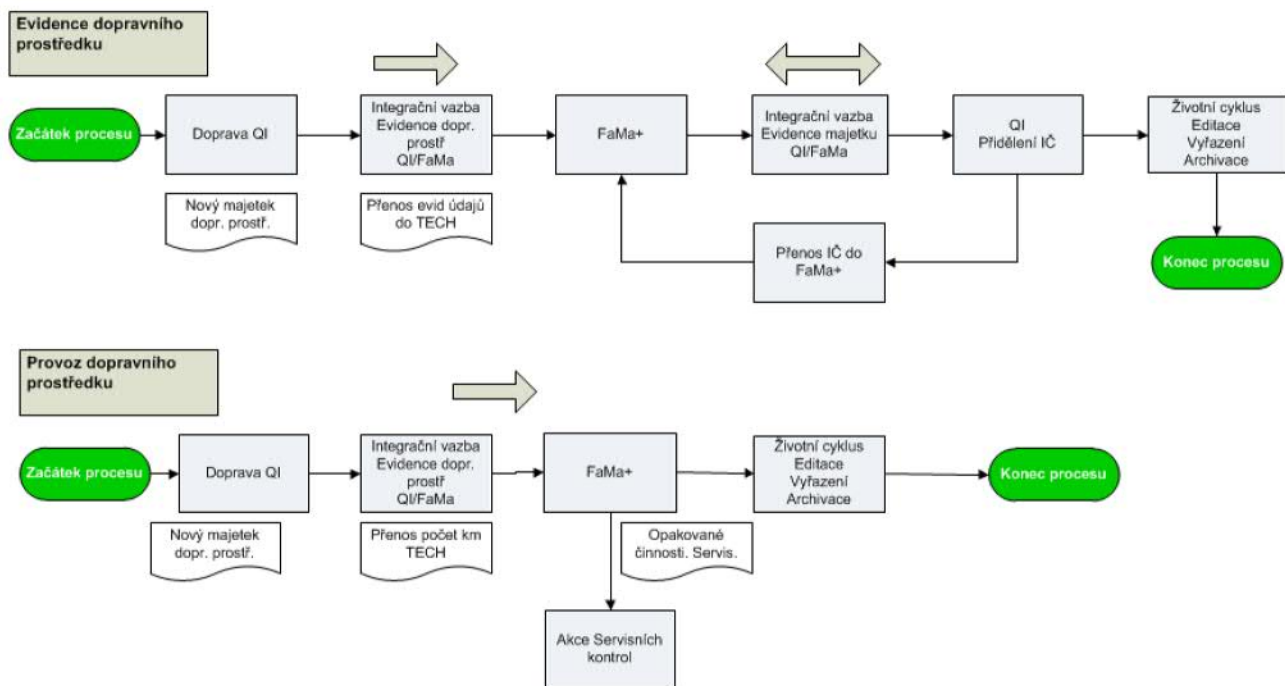 Evidence dopravního
prostředku
Začátek procesu
Doprava QI
Integrační vazba
Evidence dopr.
prostř
QI/FaMa
FaMa+
Integrační vazba
Evidence majetku
QI/FaMa
QI
Přidělení IČ
Životní cyklus
Editace
Vyřazení
Archivace
Nový majetek
dopr. prostř.
Přenos evid údajů
do TECH
Přenos IČ do
FaMa+
Konec procesu
Provoz dopravního
prostředku
Začátek procesu
Doprava QI
Integrační vazba
Evidence dopr.
prostř
QI/FaMa
FaMa+
Životní cyklus
Editace
Vyřazení
Archivace
Konec procesu
Nový majetek
dopr. prostř.
Přenos počet km
TECH
Opakované
činnosti. Servis.
Akce Servisních
kontrol